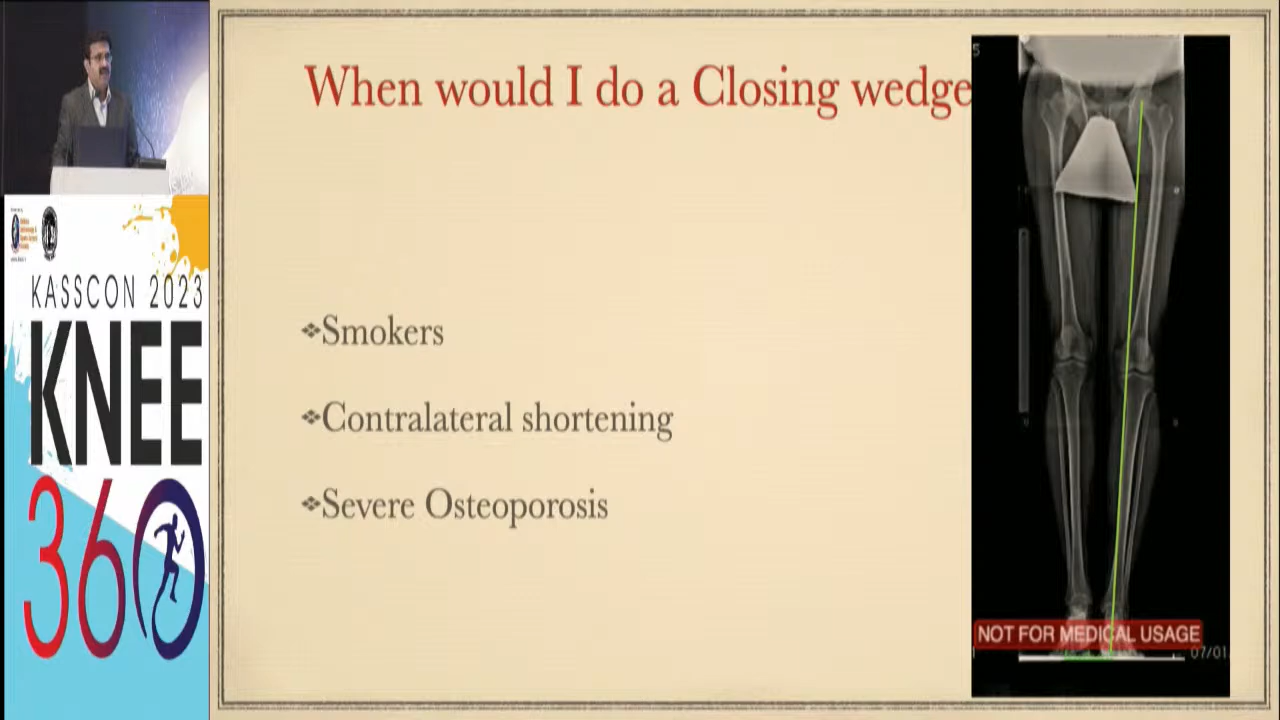 When would I do a Closing wedge
❖Smokers
❖Contralateral shortening
❖Severe Osteoporosis
5
NOT FOR MEDICAL USAGE
07/01
KASSCON 2023
KNEE
360